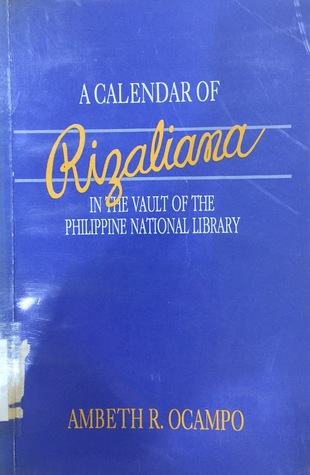 A CALENDAR OF
Rizaliana
IN THE VAULT OF THE
PHILIPPINE NATIONAL LIBRARY
AMBETH R. OCAMPO